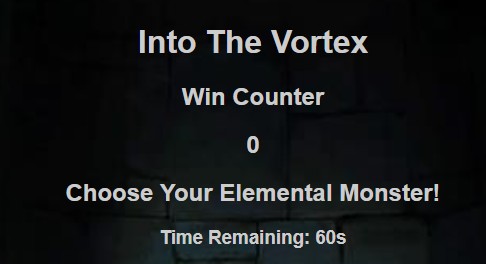 Into The Vortex
Win Counter
0
Choose Your Elemental Monster!
Time Remaining: 60s